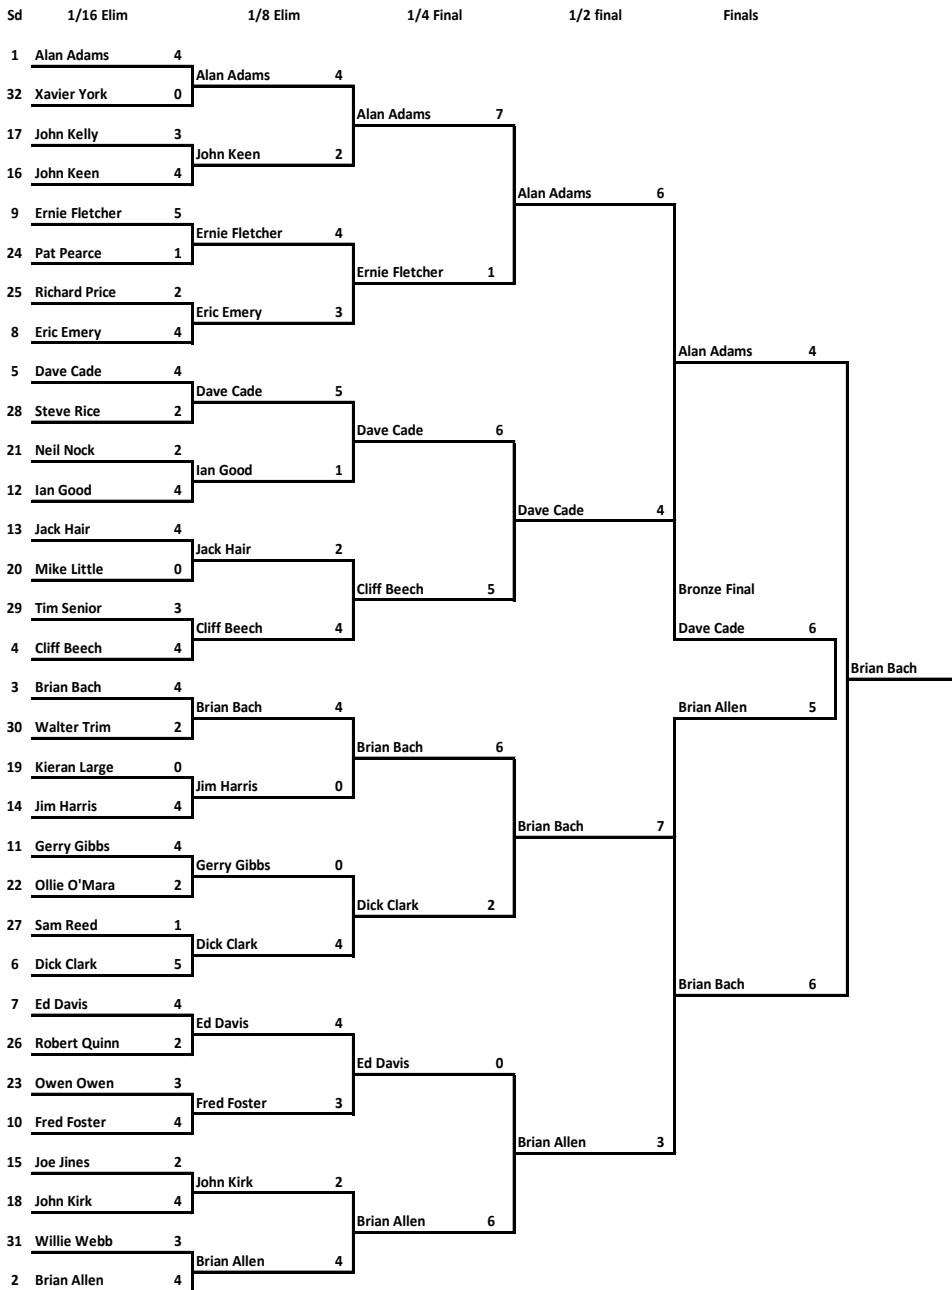 Sd 1/16 Elim 1/8 Elim 1/4 Final 1/2 final Finals
1 Alan Adams 4
Alan Adams 4
32 Xavier York 0
Alan Adams 7
17 John Kelly 3
John Keen 2
16 John Keen 4
Alan Adams 6
9 Ernie Fletcher 5
Ernie Fletcher 4
24 Pat Pearce 1
Ernie Fletcher 1
25 Richard Price 2
Eric Emery 3
8 Eric Emery 4
Alan Adams 4
5 Dave Cade 4
Dave Cade 5
28 Steve Rice 2
Dave Cade 6
21 Neil Nock 2
Ian Good 1
12 Ian Good 4
Dave Cade 4
13 Jack Hair 4
Jack Hair 2
20 Mike Little 0
Cliff Beech 5 Bronze Final
29 Tim Senior 3
Cliff Beech 4 Dave Cade 6
4 Cliff Beech 4
Brian Bach
3 Brian Bach 4
Brian Bach 4 Brian Allen 5
30 Walter Trim 2
Brian Bach 6
19 Kieran Large 0
Jim Harris 0
14 Jim Harris 4
Brian Bach 7
11 Gerry Gibbs 4
Gerry Gibbs 0
22 Ollie O'Mara 2
Dick Clark 2
27 Sam Reed 1
Dick Clark 4
6 Dick Clark 5
Brian Bach 6
7 Ed Davis 4
Ed Davis 4
26 Robert Quinn 2
Ed Davis 0
23 Owen Owen 3
Fred Foster 3
10 Fred Foster 4
Brian Allen 3
15 Joe Jines 2
John Kirk 2
18 John Kirk 4
Brian Allen 6
31 Willie Webb 3
Brian Allen 4
2 Brian Allen 4